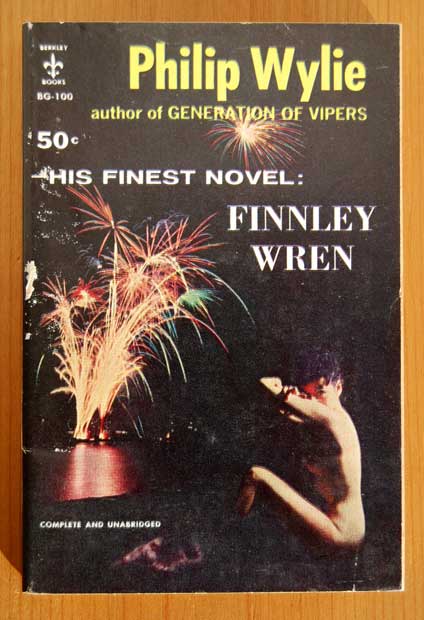 BERKLEY
BOOKS
BG-100
Philip Wylie
author of GENERATION OF VIPERS
50c
HIS FINEST NOVEL:
FINNLEY
WREN
COMPLETE AND UNABRIDGED